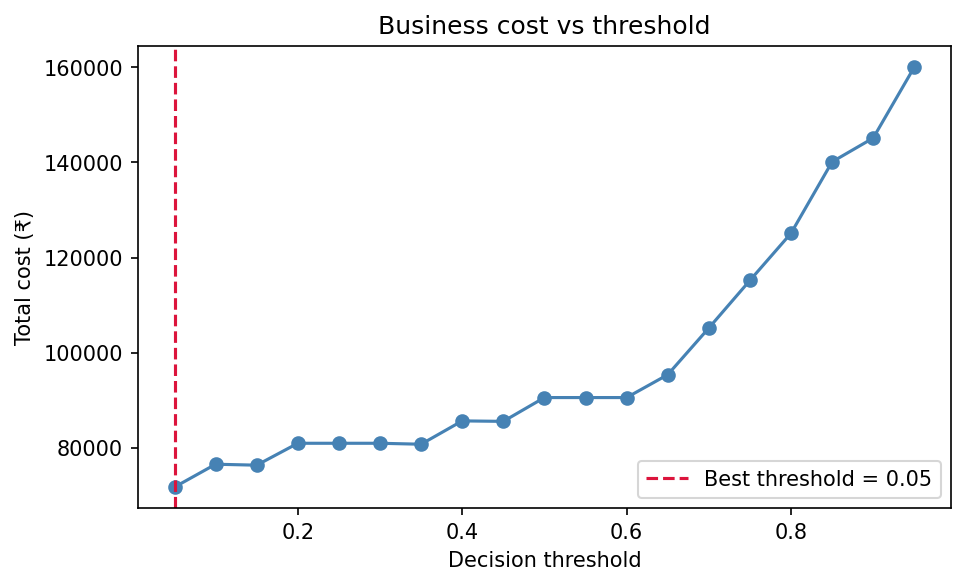 Business cost vs threshold
160000
140000
120000
100000
80000
Total cost (₹)
Best threshold = 0.05
0.2 0.4 0.6 0.8
Decision threshold